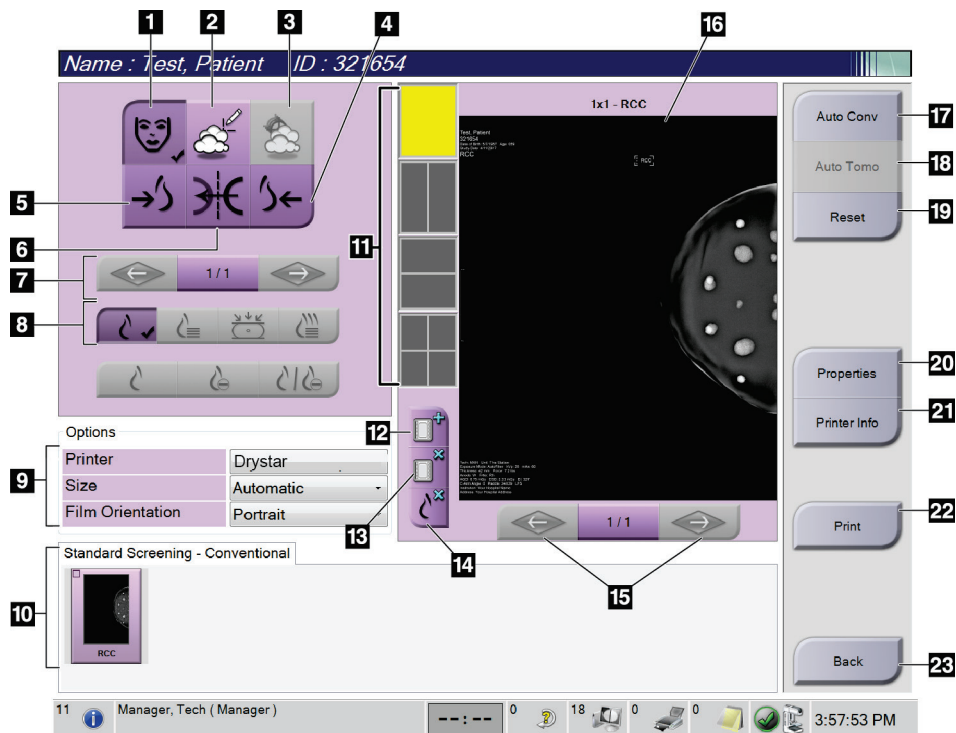 1 2 3 4
Name : Test, Patient ID : 321654
16
1x1 - RCC
Test, Patient
321654
RCC
RCC
5
6
7
1 / 1
8
11
Options
9
Printer Drystar
Size Automatic
Film Orientation Portrait
12
13
14
1 / 1
15
Auto Conv 17
Auto Tomo 18
Reset 19
Properties 20
Printer Info 21
Print 22
Back 23
10
Standard Screening - Conventional
RCC
11 Manager, Tech ( Manager ) --:-- 0 18 0 0 3:57:53 PM